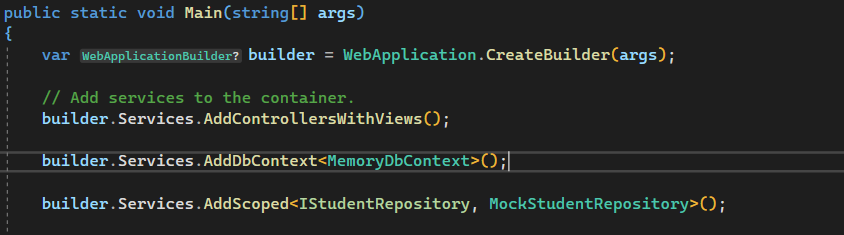 public static void Main(string[] args)
{
var WebApplicationBuilder? builder = WebApplication.CreateBuilder(args);
// Add services to the container.
builder.Services.AddControllersWithViews();
builder.Services.AddDbContext<MemoryDbContext>();
builder.Services.AddScoped<IStudentRepository, MockStudentRepository>();